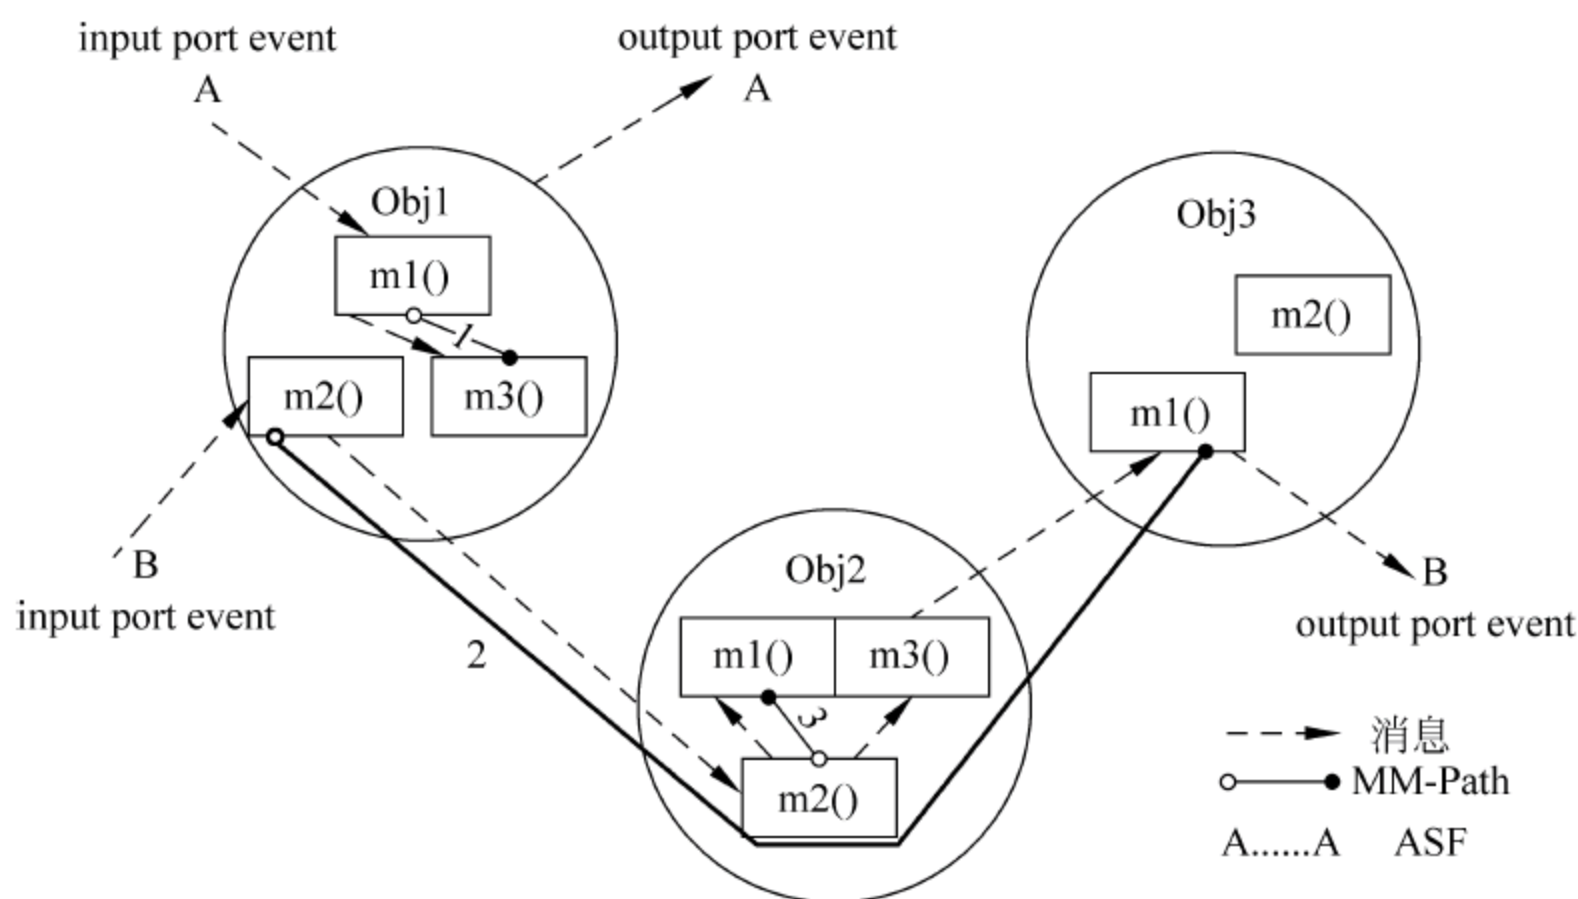 input port event
A
output port event
A
Obj1
m1()
1
m2()
m3()
B
input port event
2
Obj2
m1()
m3()
3
m2()
Obj3
m2()
m1()
B
output port event
消息
MM-Path
A......A ASF